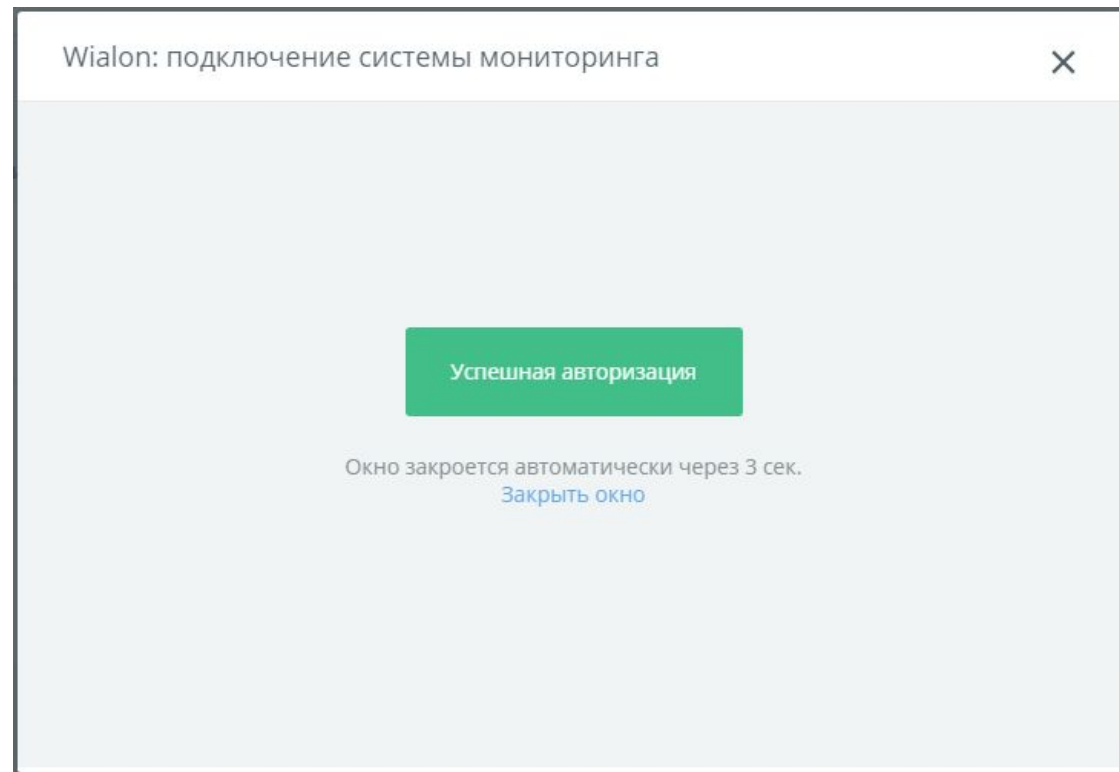 Wialon: подключение системы мониторинга
Успешная авторизация
Окно закроется автоматически через 3 сек.
Закрыть окно